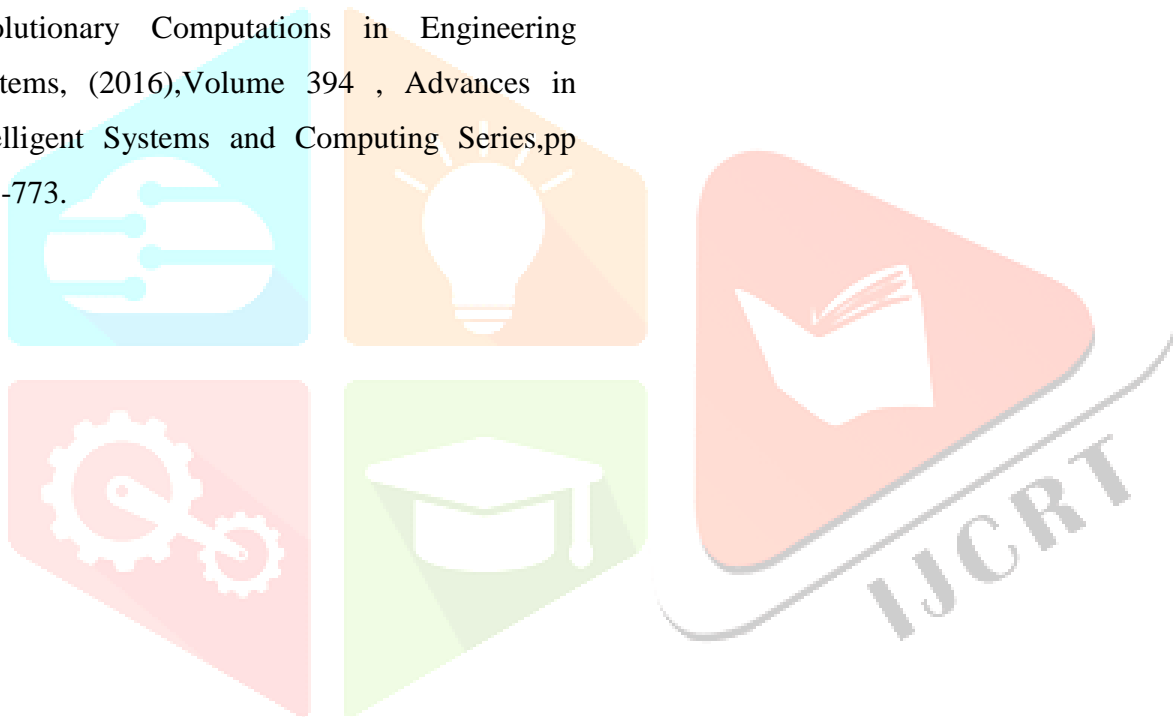 olutionary Computations in Engineering
tems, (2016),Volume 394 , Advances in
elligent Systems and Computing Series,pp
-773.
IJCRT